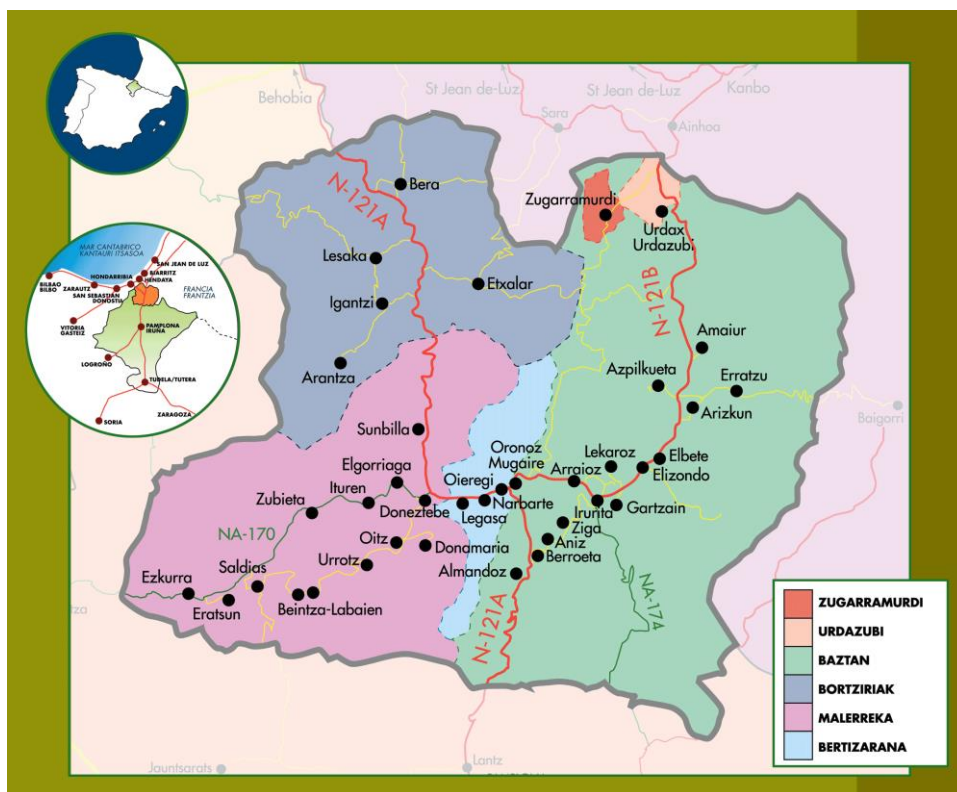 Behobia
St Jean de-Luz
St Jean de-Luz
Kanbo
Sara
Ainhoa
N-121A
Bera
Zugarramurdi
Urdax
Urdazubi
Lesaka
Etxalar
Igantzi
N-121B
Amaiur
Arantza
Azpilkueta
Erratzu
Arizkun
Baigorri
Sunbilla
Oronoz
Mugaire
Lekaroz
Elbete
Elgorriaga
Oieregi
Arraioz
Elizondo
Zubieta
Ituren
Doneztebe
Narbarte
Legasa
Irunta
Gartzain
NA-170
Oitz
Ziga
Aniz
Urrotz
Donamaria
Berroeta
Saldias
Almandoz
Ezkurra
Eratsun
Beintza-Labaien
N-121A
NA-174
Jauntsarats
Lantz
MAR CANTABRICO
KANTAURI ITSASOA
SAN JEAN DE LUZ
BIARRITZ
HENDAYA
HONDARRIBIA
BILBAO
BILBO
ZARAUTZ
SAN SEBASTIÁN
DONOSTIA
FRANCIA
FRANTZIA
VITORIA
GASTEIZ
PAMPLONA
IRUÑA
LOGROÑO
TUDELA/TUTERA
ZARAGOZA
SORIA
ZUGARRAMURDI
URDAZUBI
BAZTAN
BORTZIRIAK
MALERREKA
BERTIZARANA